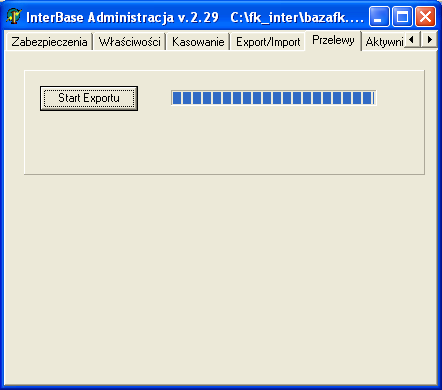 InterBase Administracja v.2.29 C:\fk_inter\bazafk....
Zabezpieczenia Właściwości Kasowanie Export/Import Przelewy Aktywni
Start Exportu